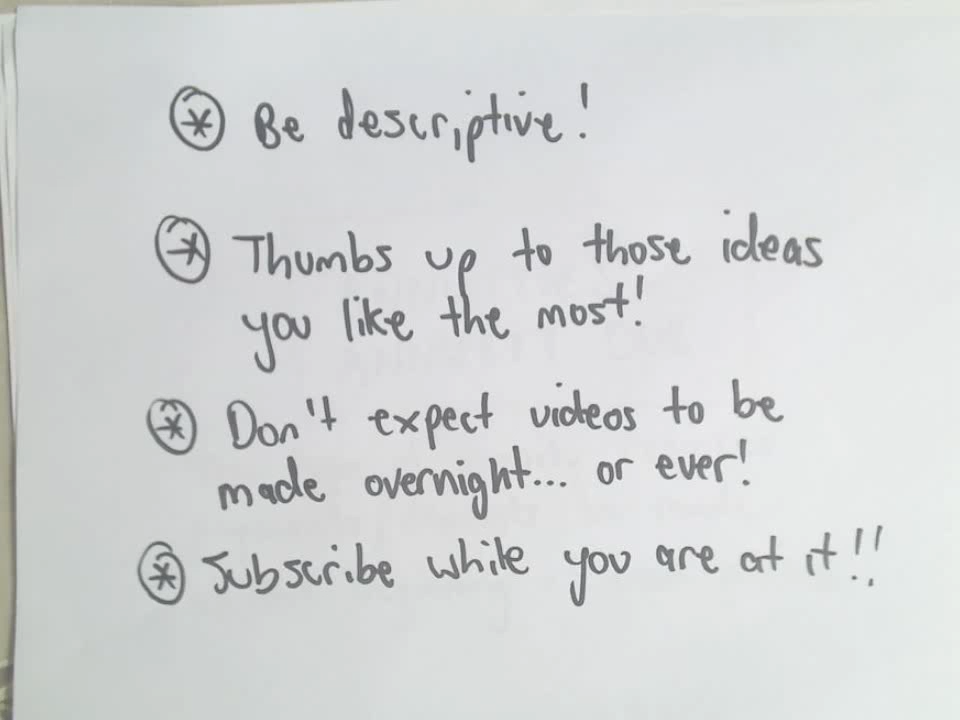 Be descriptive!
Thumbs up to those ideas
you like the most!
Don't expect videos to be
made overnight... or ever!
Subscribe while you are at it!!